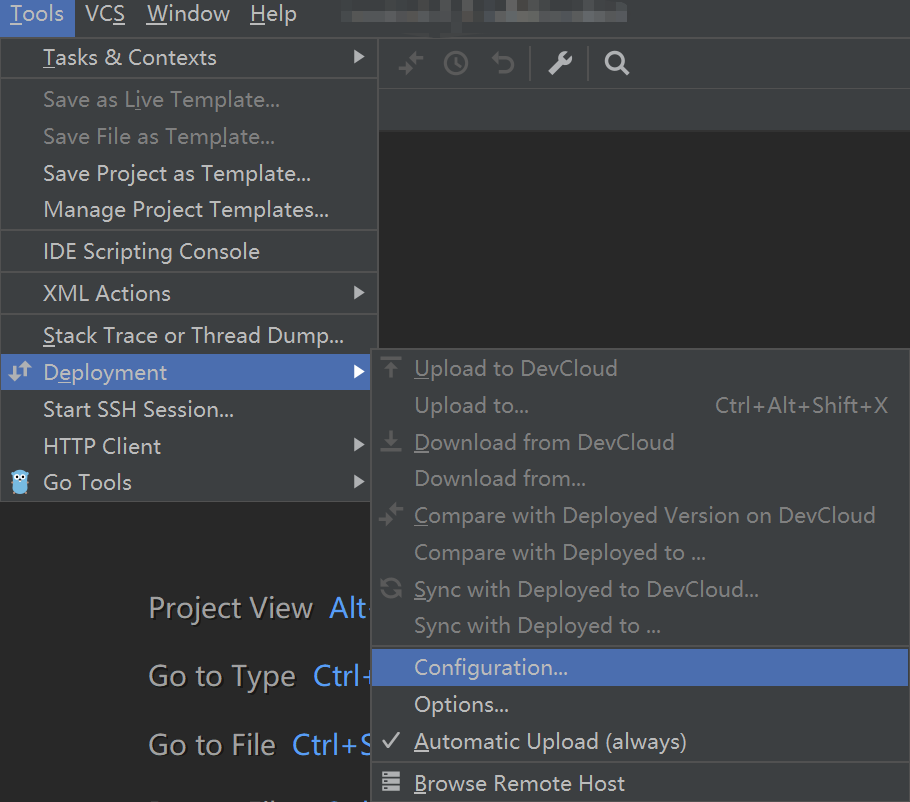 Tools VCS Window Help
Tasks & Contexts
Save as Live Template...
Save File as Template...
Save Project as Template...
Manage Project Templates...
IDE Scripting Console
XML Actions
Stack Trace or Thread Dump...
Deployment
Start SSH Session...
HTTP Client
Go Tools
Upload to DevCloud
Upload to... Ctrl+Alt+Shift+X
Download from DevCloud
Download from...
Compare with Deployed Version on DevCloud
Compare with Deployed to ...
Sync with Deployed to DevCloud...
Sync with Deployed to ...
Configuration...
Options...
Automatic Upload (always)
Browse Remote Host
Project View Alt
Go to Type Ctrl+
Go to File Ctrl+S